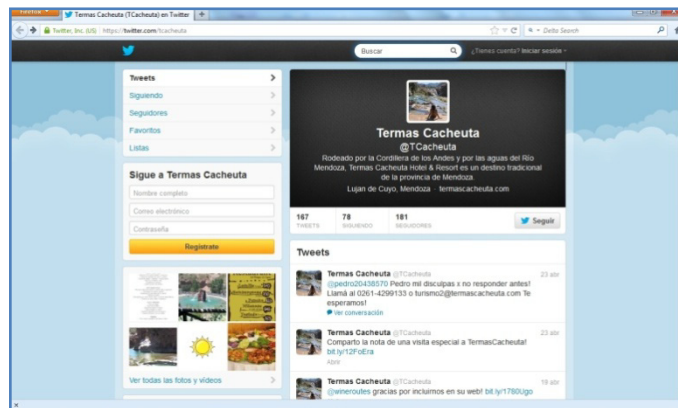 Termas Cacheuta (TCacheuta) en Twitter
Twitter, Inc. (US) https://twitter.com/tcacheuta
Delta Search
Buscar
¿Tienes cuenta? Iniciar sesión
Tweets
Siguiendo
Seguidores
Favoritos
Listas
Sigue a Termas Cacheuta
Nombre completo
Correo electrónico
Contraseña
Regístrate
Ver todas las fotos y vídeos
Termas Cacheuta
@TCacheuta
Rodeado por la Cordillera de los Andes y por las aguas del Río
Mendoza, Termas Cacheuta Hotel & Resort es un destino tradicional
de la provincia de Mendoza.
Lujan de Cuyo, Mendoza · termascacheuta.com
167 78 181
TWEETS SIGUIENDO SEGUIDORES
Seguir
Tweets
Termas Cacheuta @TCacheuta 23 abr
@pedro20438570 Pedro mil disculpas x no responder antes!
Llamá al 0261-4299133 o turismo2@termascacheuta.com Te
esperamos!
Ver conversación
Termas Cacheuta @TCacheuta 23 abr
Comparto la nota de una visita especial a TermasCacheuta!
bit.ly/12FoEra
Abrir
Termas Cacheuta @TCacheuta 19 abr
@wineroutes gracias por incluirnos en su web! bit.ly/1780Ugo